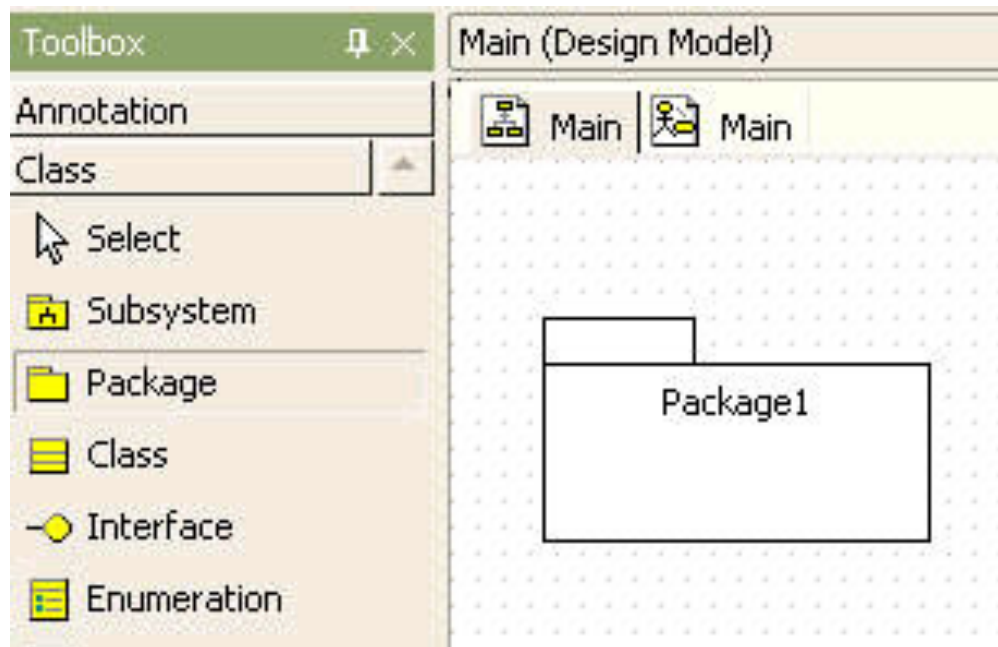 Toolbox
Annotation
Class
Select
Subsystem
Package
Class
Interface
Enumeration
Main (Design Model)
Main Main
Package1